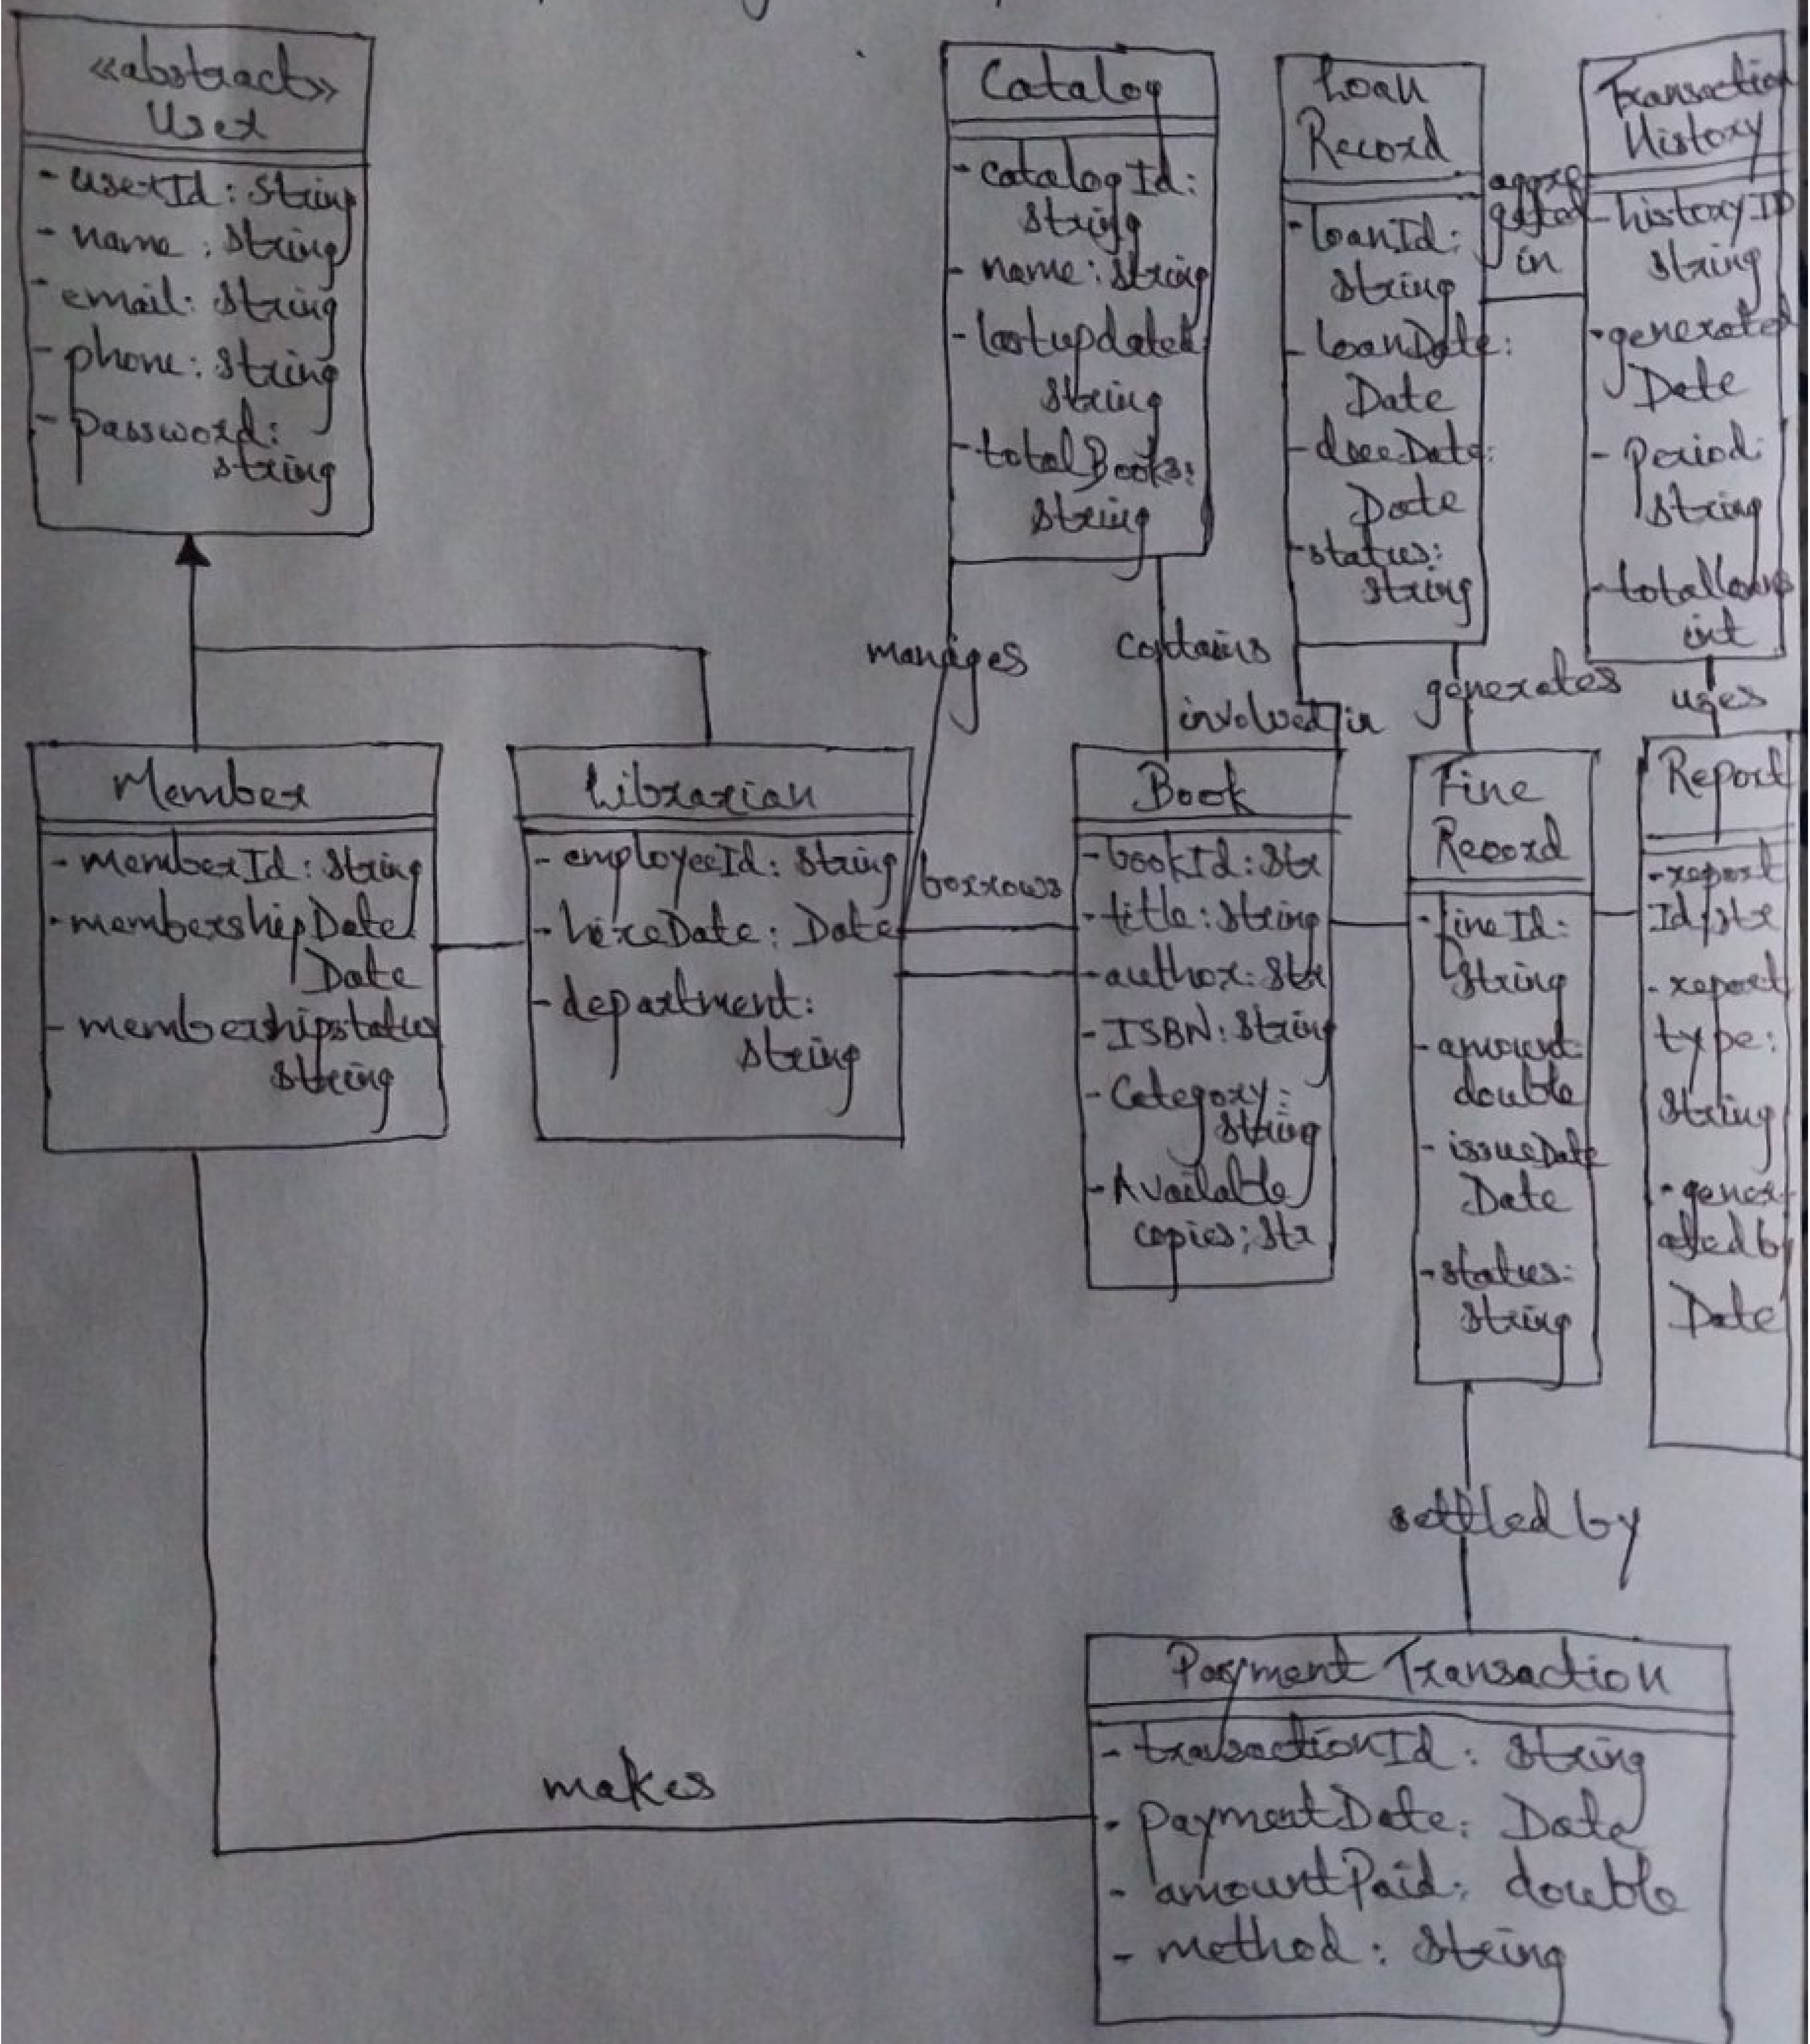 <<abstract>>
User
- userId: String
- name: String
- email: String
- phone: String
- password:
string
Catalog
- catalogId:
String
- name: String
- lastupdated:
String
- totalBooks:
String
Loan
Record
- loanId:
String
- loanDate:
Date
- dueDate:
Date
- status:
String
aggre
gated
in
Transaction
History
- historyID
String
- generated
Date
- Period:
String
- totalloans
int
manages
contains
involved in
generates
uses
Member
- memberId: String
- membershipDate
Date
- membershipstatus
String
Librarian
- employeeId: String
- hireDate: Date
- department:
String
borrows
Book
- bookId: Str
- title: String
- author: Str
- ISBN: String
- Category:
String
- Available
copies: Str
Fine
Record
- fineId:
String
- amount:
double
- issueDate
Date
- status:
String
Report
- report
Id: str
- report
type:
String
- gener
ated by
Date
settled by
makes
Payment Transaction
- transactionId: String
- paymentDate: Date
- amountPaid: double
- method: String